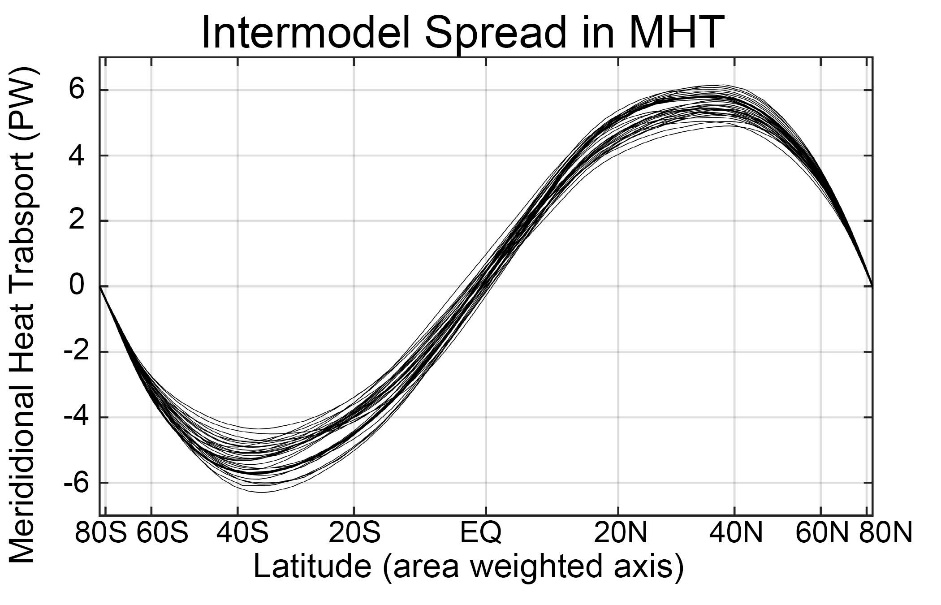 Intermodel Spread in MHT
Merididional Heat Trabsport (PW)
6
4
2
0
-2
-4
-6
80S 60S 40S 20S EQ 20N 40N 60N 80N
Latitude (area weighted axis)